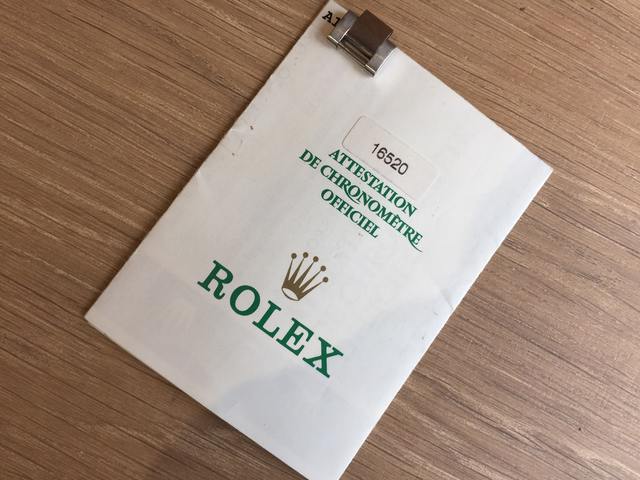 16520
ATTESTATION
DE CHRONOMÈTRE
OFFICIEL
ROLEX